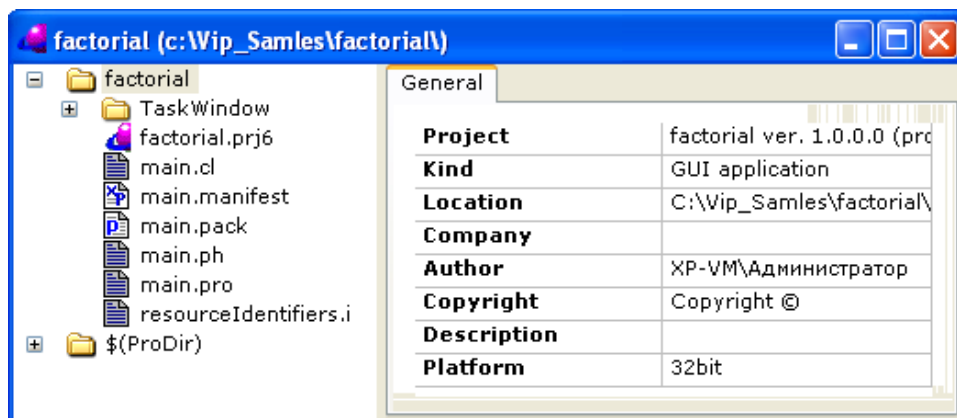 factorial (c:\Vip_Samles\factorial\)
factorial
TaskWindow
factorial.prj6
main.cl
main.manifest
main.pack
main.ph
main.pro
resourceIdentifiers.i
$(ProDir)
General
Project factorial ver. 1.0.0.0 (pro
Kind GUI application
Location C:\Vip_Samles\factorial\
Company
Author XP-VM\Администратор
Copyright Copyright ©
Description
Platform 32bit